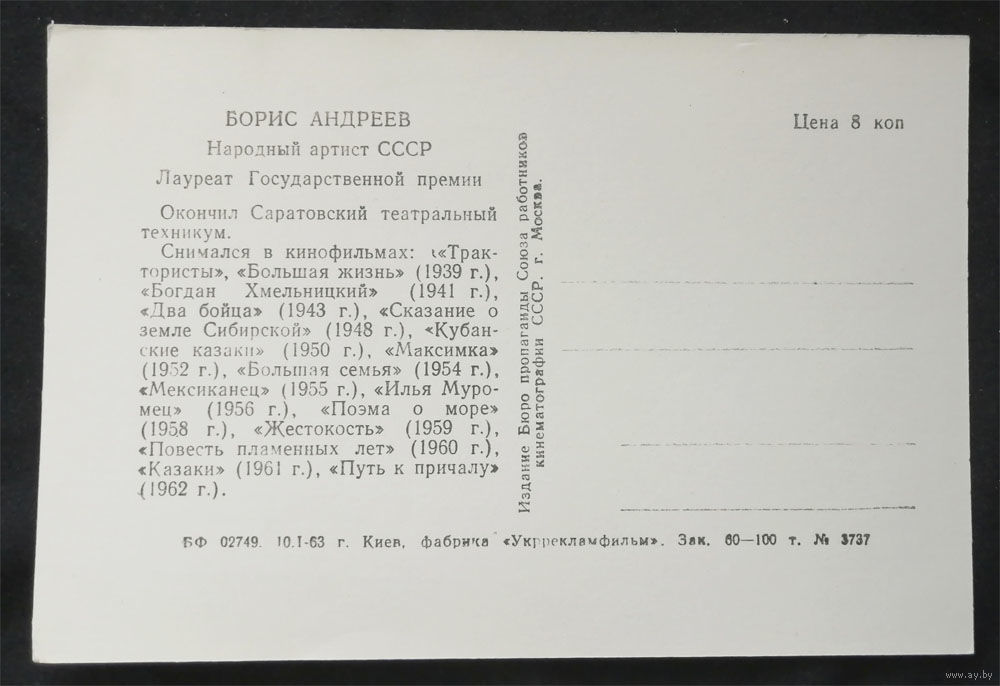 БОРИС АНДРЕЕВ
Народный артист СССР
Лауреат Государственной премии
Окончил Саратовский театральный
техникум.
Снимался в кинофильмах: «Трак-
тористы», «Большая жизнь» (1939 г.),
«Богдан Хмельницкий» (1941 г.),
«Два бойца» (1943 г.), «Сказание о
земле Сибирской» (1948 г.), «Кубан-
ские казаки» (1950 г.), «Максимка»
(1952 г.), «Большая семья» (1954 г.),
«Мексиканец» (1955 г.), «Илья Муро-
мец» (1956 г.), «Поэма о море»
(1958 г.), «Жестокость» (1959 г.),
«Повесть пламенных лет» (1960 г.),
«Казаки» (1961 г.), «Путь к причалу»
(1962 г.).
Издание Бюро пропаганды Союза работников
кинематографии СССР. г. Москва.
Цена 8 коп
БФ 02749. 10.I-63 г. Киев, фабрика «Укррекламфильм». Зак. 60—100 т. № 3737
www.ay.by